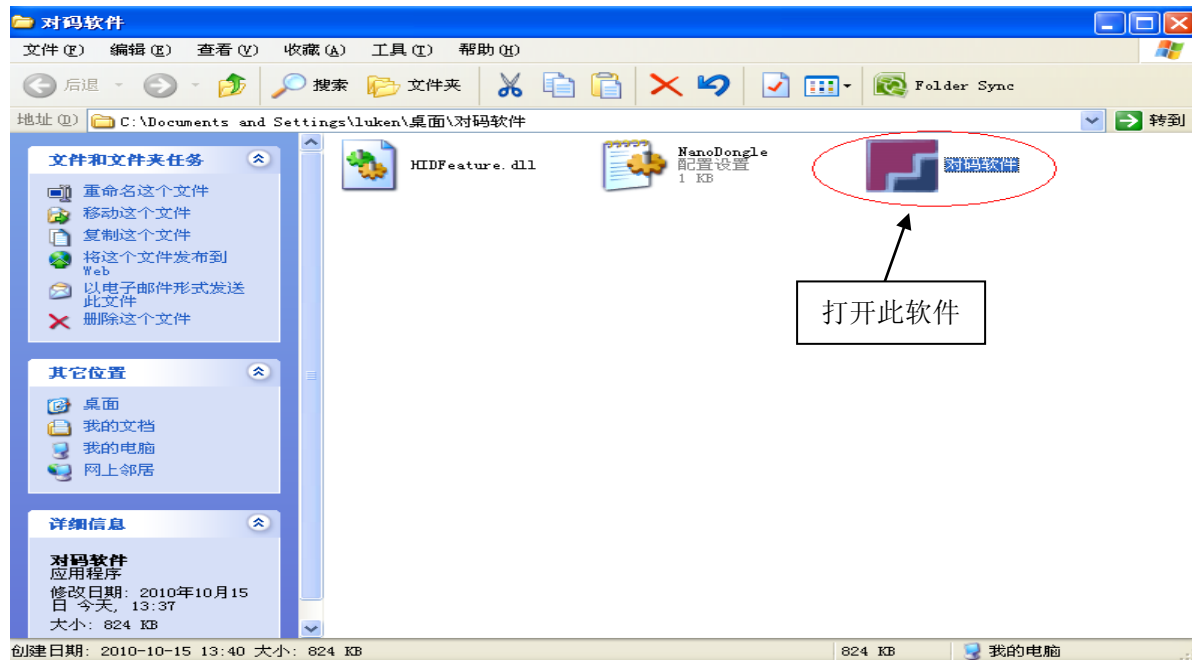 对码软件
文件(F) 编辑(E) 查看(V) 收藏(A) 工具(T) 帮助(H)
后退 搜索 文件夹 Folder Sync
地址(D) C:\Documents and Settings\luken\桌面\对码软件 转到
文件和文件夹任务
重命名这个文件
移动这个文件
复制这个文件
将这个文件发布到
Web
以电子邮件形式发送
此文件
删除这个文件
其它位置
桌面
我的文档
我的电脑
网上邻居
详细信息
对码软件
应用程序
修改日期: 2010年10月15
日 今天, 13:37
大小: 824 KB
HIDFeature.dll
NanoDongle
配置设置
1 KB
对码软件
打开此软件
创建日期: 2010-10-15 13:40 大小: 824 KB 824 KB 我的电脑